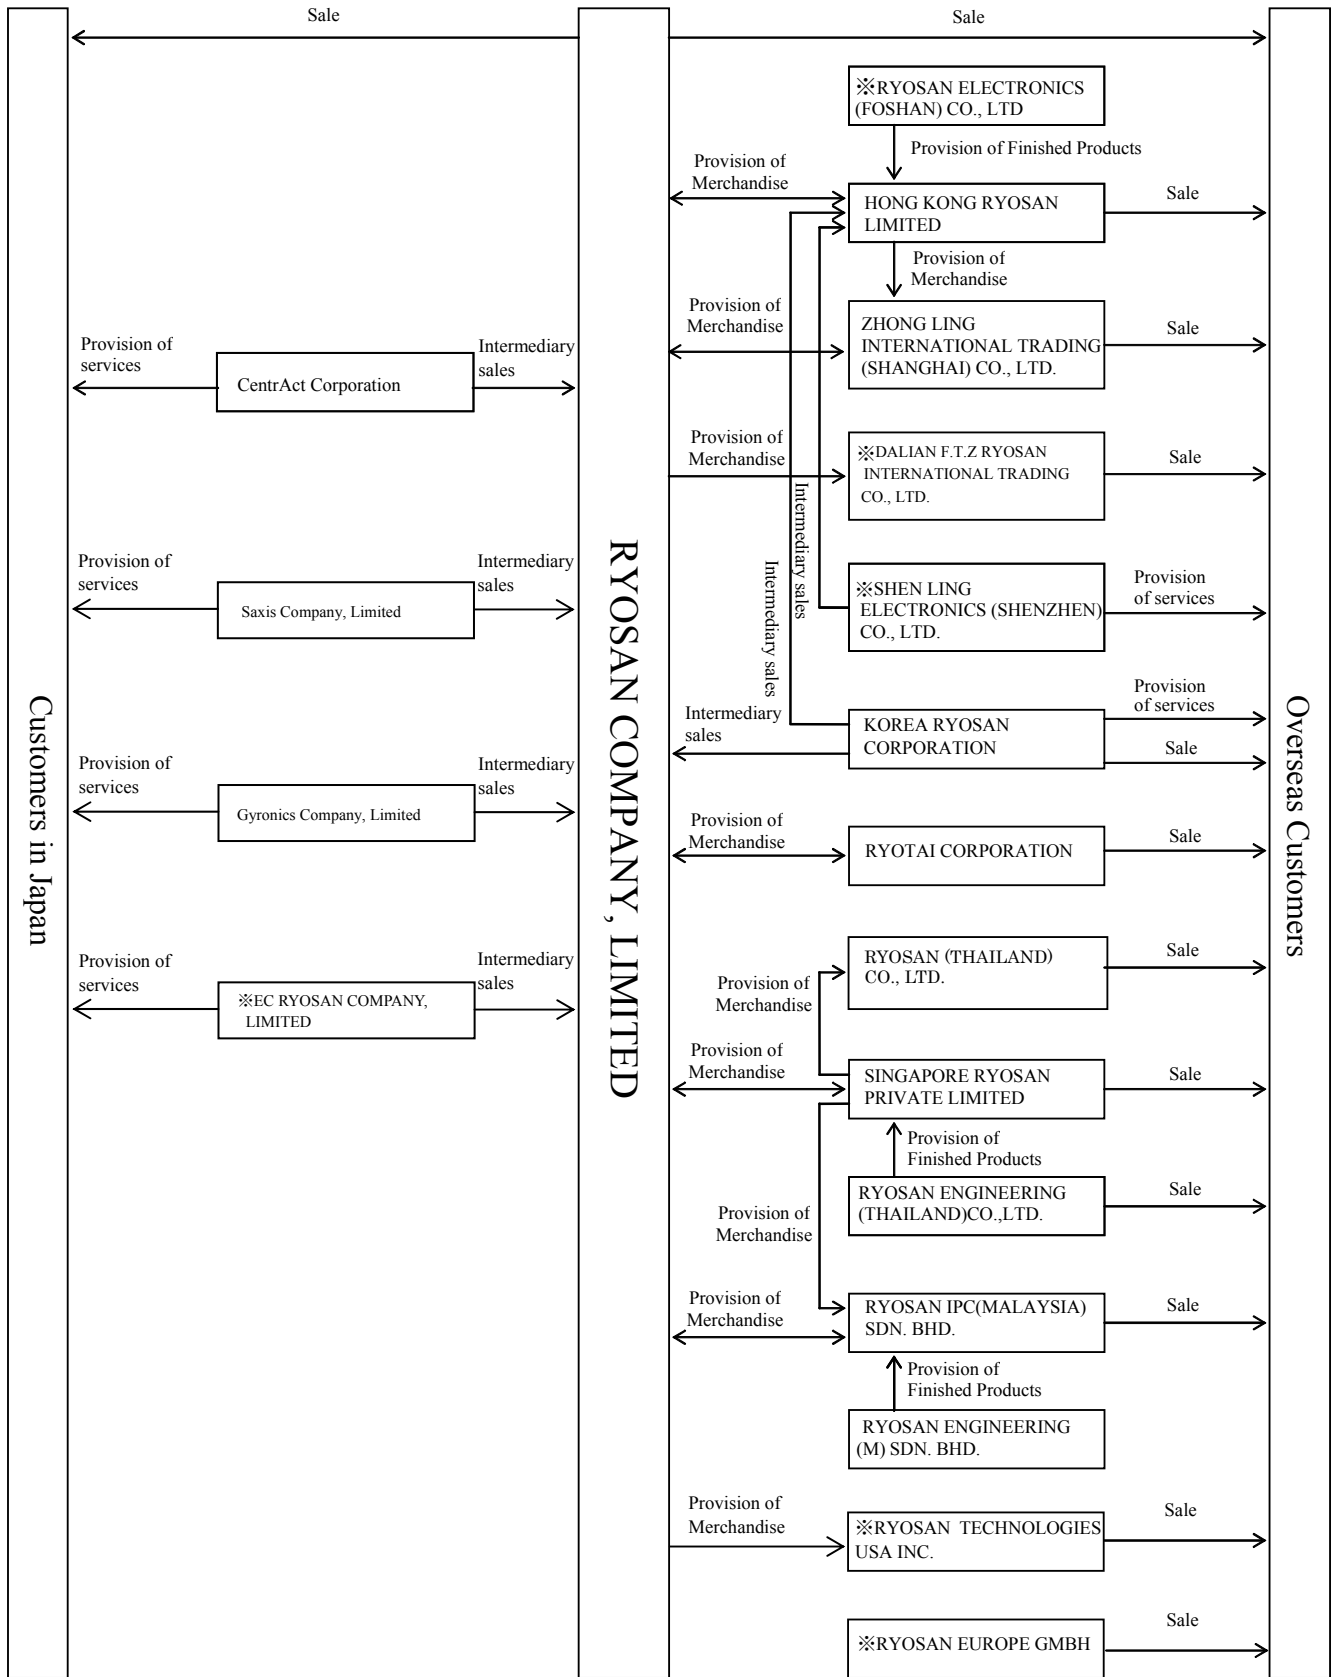 Sale
Sale
※RYOSAN ELECTRONICS
(FOSHAN) CO., LTD
Provision of Finished Products
Provision of
Merchandise
HONG KONG RYOSAN
LIMITED
Sale
Provision of
Merchandise
Provision of
Merchandise
ZHONG LING
INTERNATIONAL TRADING
(SHANGHAI) CO., LTD.
Sale
Provision of
services
CentrAct Corporation
Intermediary
sales
Provision of
Merchandise
※DALIAN F.T.Z RYOSAN
INTERNATIONAL TRADING
CO., LTD.
Sale
Intermediary sales
Intermediary sales
Provision of
services
Saxis Company, Limited
Intermediary
sales
※SHEN LING
ELECTRONICS (SHENZHEN)
CO., LTD.
Provision
of services
Customers in Japan
RYOSAN COMPANY, LIMITED
Overseas Customers
Intermediary
sales
KOREA RYOSAN
CORPORATION
Provision
of services
Sale
Provision of
services
Gyronics Company, Limited
Intermediary
sales
Provision of
Merchandise
RYOTAI CORPORATION
Sale
Provision of
services
※EC RYOSAN COMPANY,
LIMITED
Intermediary
sales
RYOSAN (THAILAND)
CO., LTD.
Sale
Provision of
Merchandise
Provision of
Merchandise
SINGAPORE RYOSAN
PRIVATE LIMITED
Sale
Provision of
Finished Products
RYOSAN ENGINEERING
(THAILAND)CO.,LTD.
Sale
Provision of
Merchandise
Provision of
Merchandise
RYOSAN IPC(MALAYSIA)
SDN. BHD.
Sale
Provision of
Finished Products
RYOSAN ENGINEERING
(M) SDN. BHD.
Provision of
Merchandise
※RYOSAN TECHNOLOGIES
USA INC.
Sale
※RYOSAN EUROPE GMBH
Sale